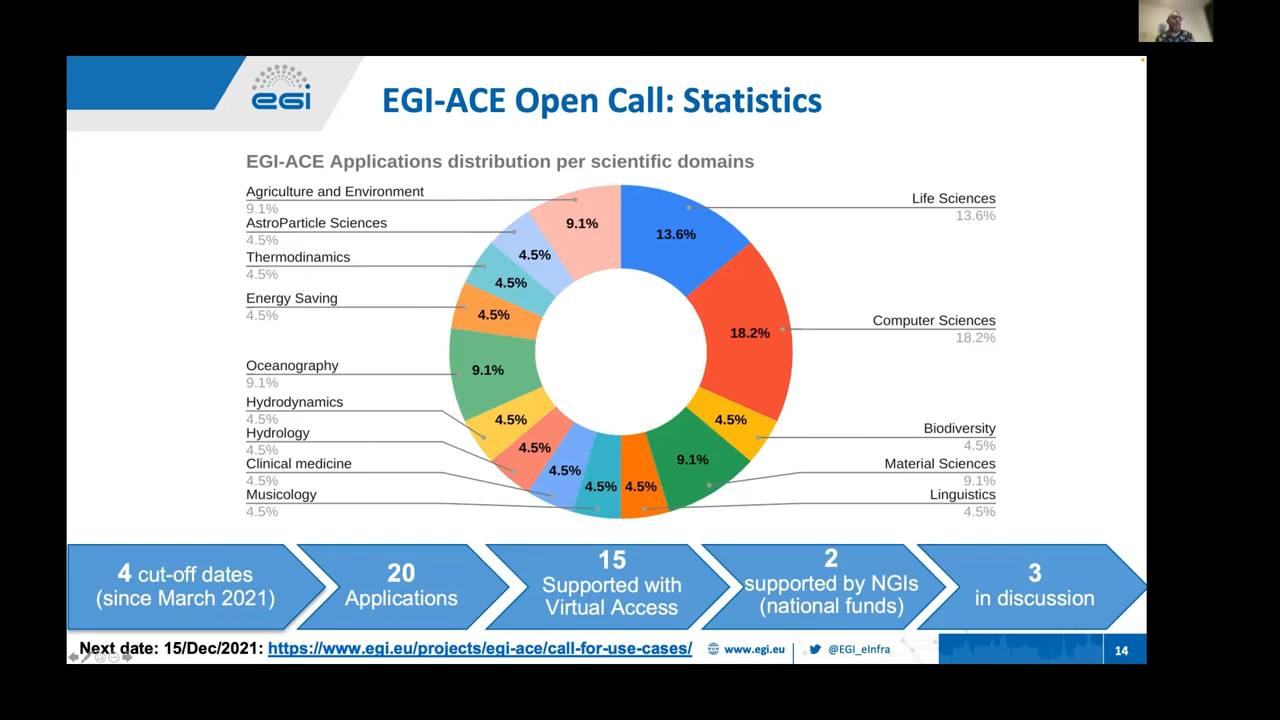 egi
EGI-ACE Open Call: Statistics
EGI-ACE Applications distribution per scientific domains
Agriculture and Environment
9.1%
AstroParticle Sciences
4.5%
Thermodinamics
4.5%
Energy Saving
4.5%
Oceanography
9.1%
Hydrodynamics
4.5%
Hydrology
4.5%
Clinical medicine
4.5%
Musicology
4.5%
9.1%
13.6%
4.5%
4.5%
4.5%
18.2%
9.1%
4.5%
4.5%
4.5%
9.1%
4.5%
4.5%
4.5%
Life Sciences
13.6%
Computer Sciences
18.2%
Biodiversity
4.5%
Material Sciences
9.1%
Linguistics
4.5%
4 cut-off dates
(since March 2021)
20
Applications
15
Supported with
Virtual Access
2
supported by NGIs
(national funds)
3
in discussion
Next date: 15/Dec/2021: https://www.egi.eu/projects/egi-ace/call-for-use-cases/
www.egi.eu
@EGI_eInfra
14